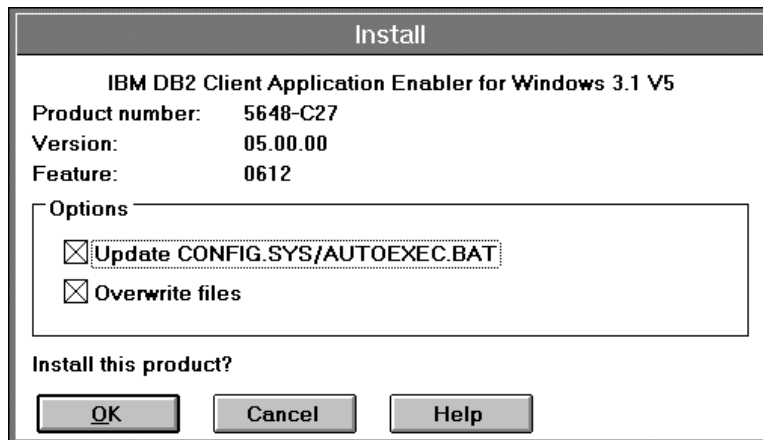 Install
IBM DB2 Client Application Enabler for Windows 3.1 V5
Product number: 5648-C27
Version: 05.00.00
Feature: 0612
Options
Update CONFIG.SYS/AUTOEXEC.BAT
Overwrite files
Install this product?
OK Cancel Help